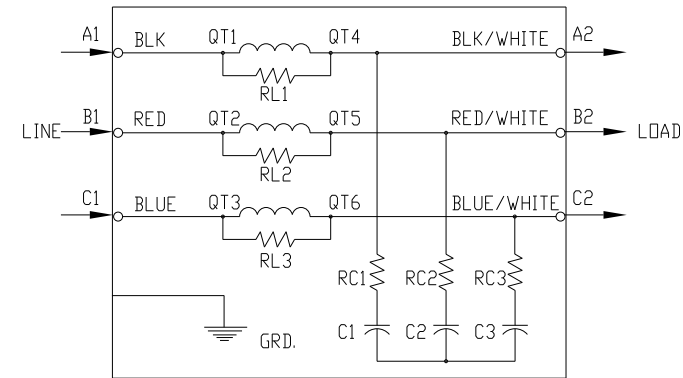 A1 BLK QT1 QT4 BLK/WHITE A2
RL1
LINE B1 RED QT2 QT5 RED/WHITE B2 LOAD
RL2
C1 BLUE QT3 QT6 BLUE/WHITE C2
RL3
RC1 RC2 RC3
C1 C2 C3
GRD.